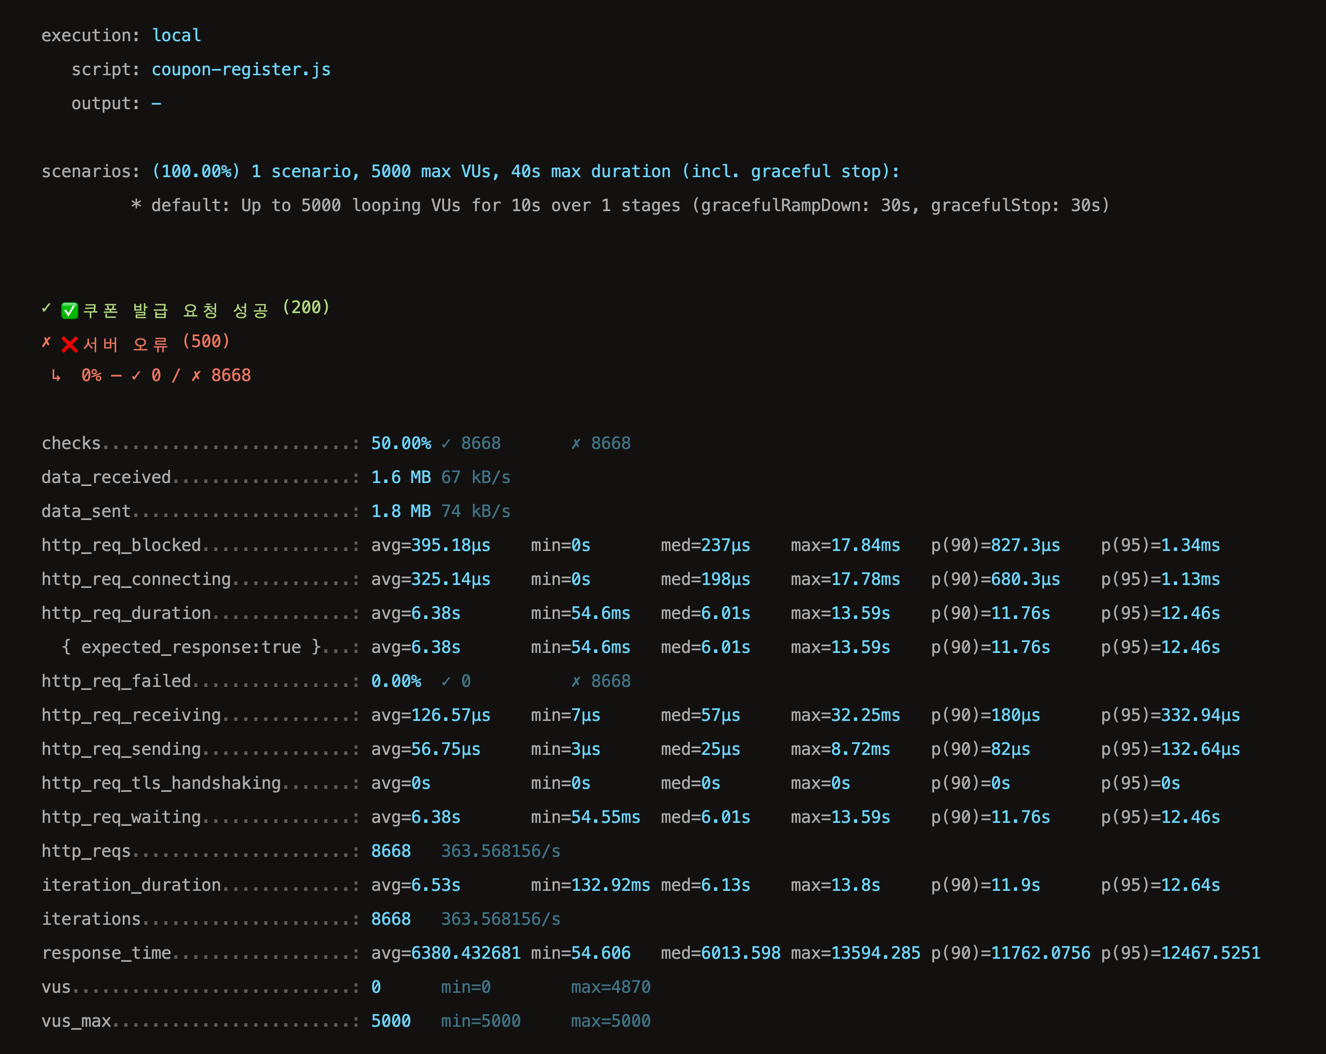 execution: local
script: coupon-register.js
output: -
scenarios: (100.00%) 1 scenario, 5000 max VUs, 40s max duration (incl. graceful stop):
* default: Up to 5000 looping VUs for 10s over 1 stages (gracefulRampDown: 30s, gracefulStop: 30s)
✓ ✅ 쿠폰 발급 요청 성공 (200)
✗ ❌ 서버 오류 (500)
↳ 0% — ✓ 0 / ✗ 8668
checks.........................: 50.00% ✓ 8668 ✗ 8668
data_received..................: 1.6 MB 67 kB/s
data_sent......................: 1.8 MB 74 kB/s
http_req_blocked...............: avg=395.18µs min=0s med=237µs max=17.84ms p(90)=827.3µs p(95)=1.34ms
http_req_connecting............: avg=325.14µs min=0s med=198µs max=17.78ms p(90)=680.3µs p(95)=1.13ms
http_req_duration..............: avg=6.38s min=54.6ms med=6.01s max=13.59s p(90)=11.76s p(95)=12.46s
{ expected_response:true }...: avg=6.38s min=54.6ms med=6.01s max=13.59s p(90)=11.76s p(95)=12.46s
http_req_failed................: 0.00% ✓ 0 ✗ 8668
http_req_receiving.............: avg=126.57µs min=7µs med=57µs max=32.25ms p(90)=180µs p(95)=332.94µs
http_req_sending...............: avg=56.75µs min=3µs med=25µs max=8.72ms p(90)=82µs p(95)=132.64µs
http_req_tls_handshaking.......: avg=0s min=0s med=0s max=0s p(90)=0s p(95)=0s
http_req_waiting...............: avg=6.38s min=54.55ms med=6.01s max=13.59s p(90)=11.76s p(95)=12.46s
http_reqs......................: 8668 363.568156/s
iteration_duration.............: avg=6.53s min=132.92ms med=6.13s max=13.8s p(90)=11.9s p(95)=12.64s
iterations.....................: 8668 363.568156/s
response_time..................: avg=6380.432681 min=54.606 med=6013.598 max=13594.285 p(90)=11762.0756 p(95)=12467.5251
vus............................: 0 min=0 max=4870
vus_max........................: 5000 min=5000 max=5000